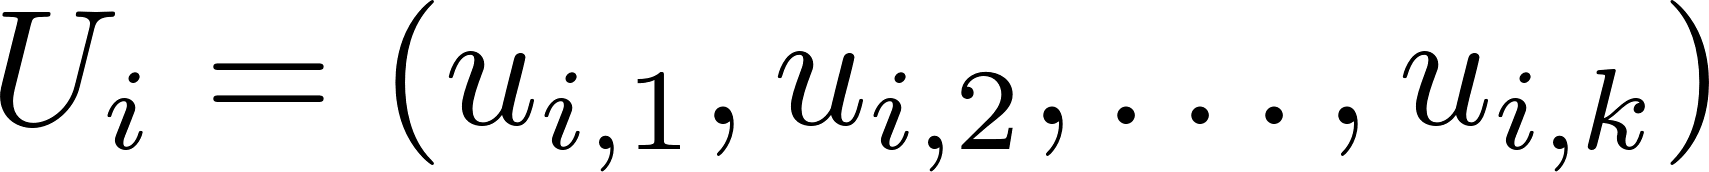 U_i = (u_{i,1}, u_{i,2}, ..., u_{i,k})